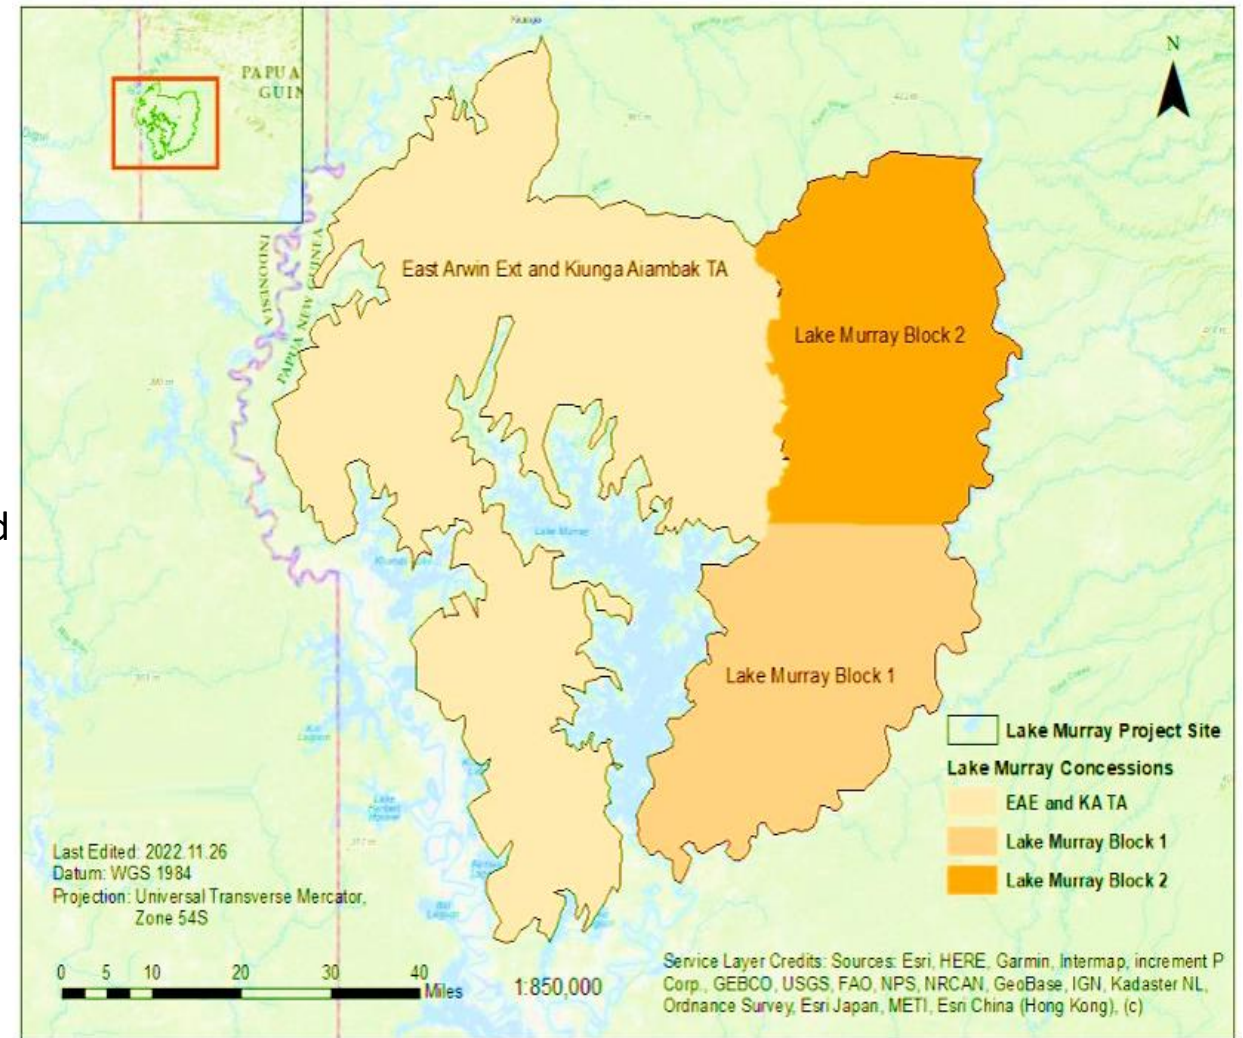 PAPUA
GUIN
Digul
Kiunga
N
INDONESIA
PAPUA NEW GUINEA
East Arwin Ext and Kiunga Aiambak TA
Lake Murray Block 2
d
Lake Murray
Lake Murray Block 1
Lake Murray Project Site
Lake Murray Concessions
EAE and KA TA
Lake Murray Block 1
Lake Murray Block 2
Last Edited: 2022.11.26
Datum: WGS 1984
Projection: Universal Transverse Mercator,
Zone 54S
0 5 10 20 30 40
Miles
1:850,000
Service Layer Credits: Sources: Esri, HERE, Garmin, Intermap, increment P
Corp., GEBCO, USGS, FAO, NPS, NRCAN, GeoBase, IGN, Kadaster NL,
Ordnance Survey, Esri Japan, METI, Esri China (Hong Kong), (c)